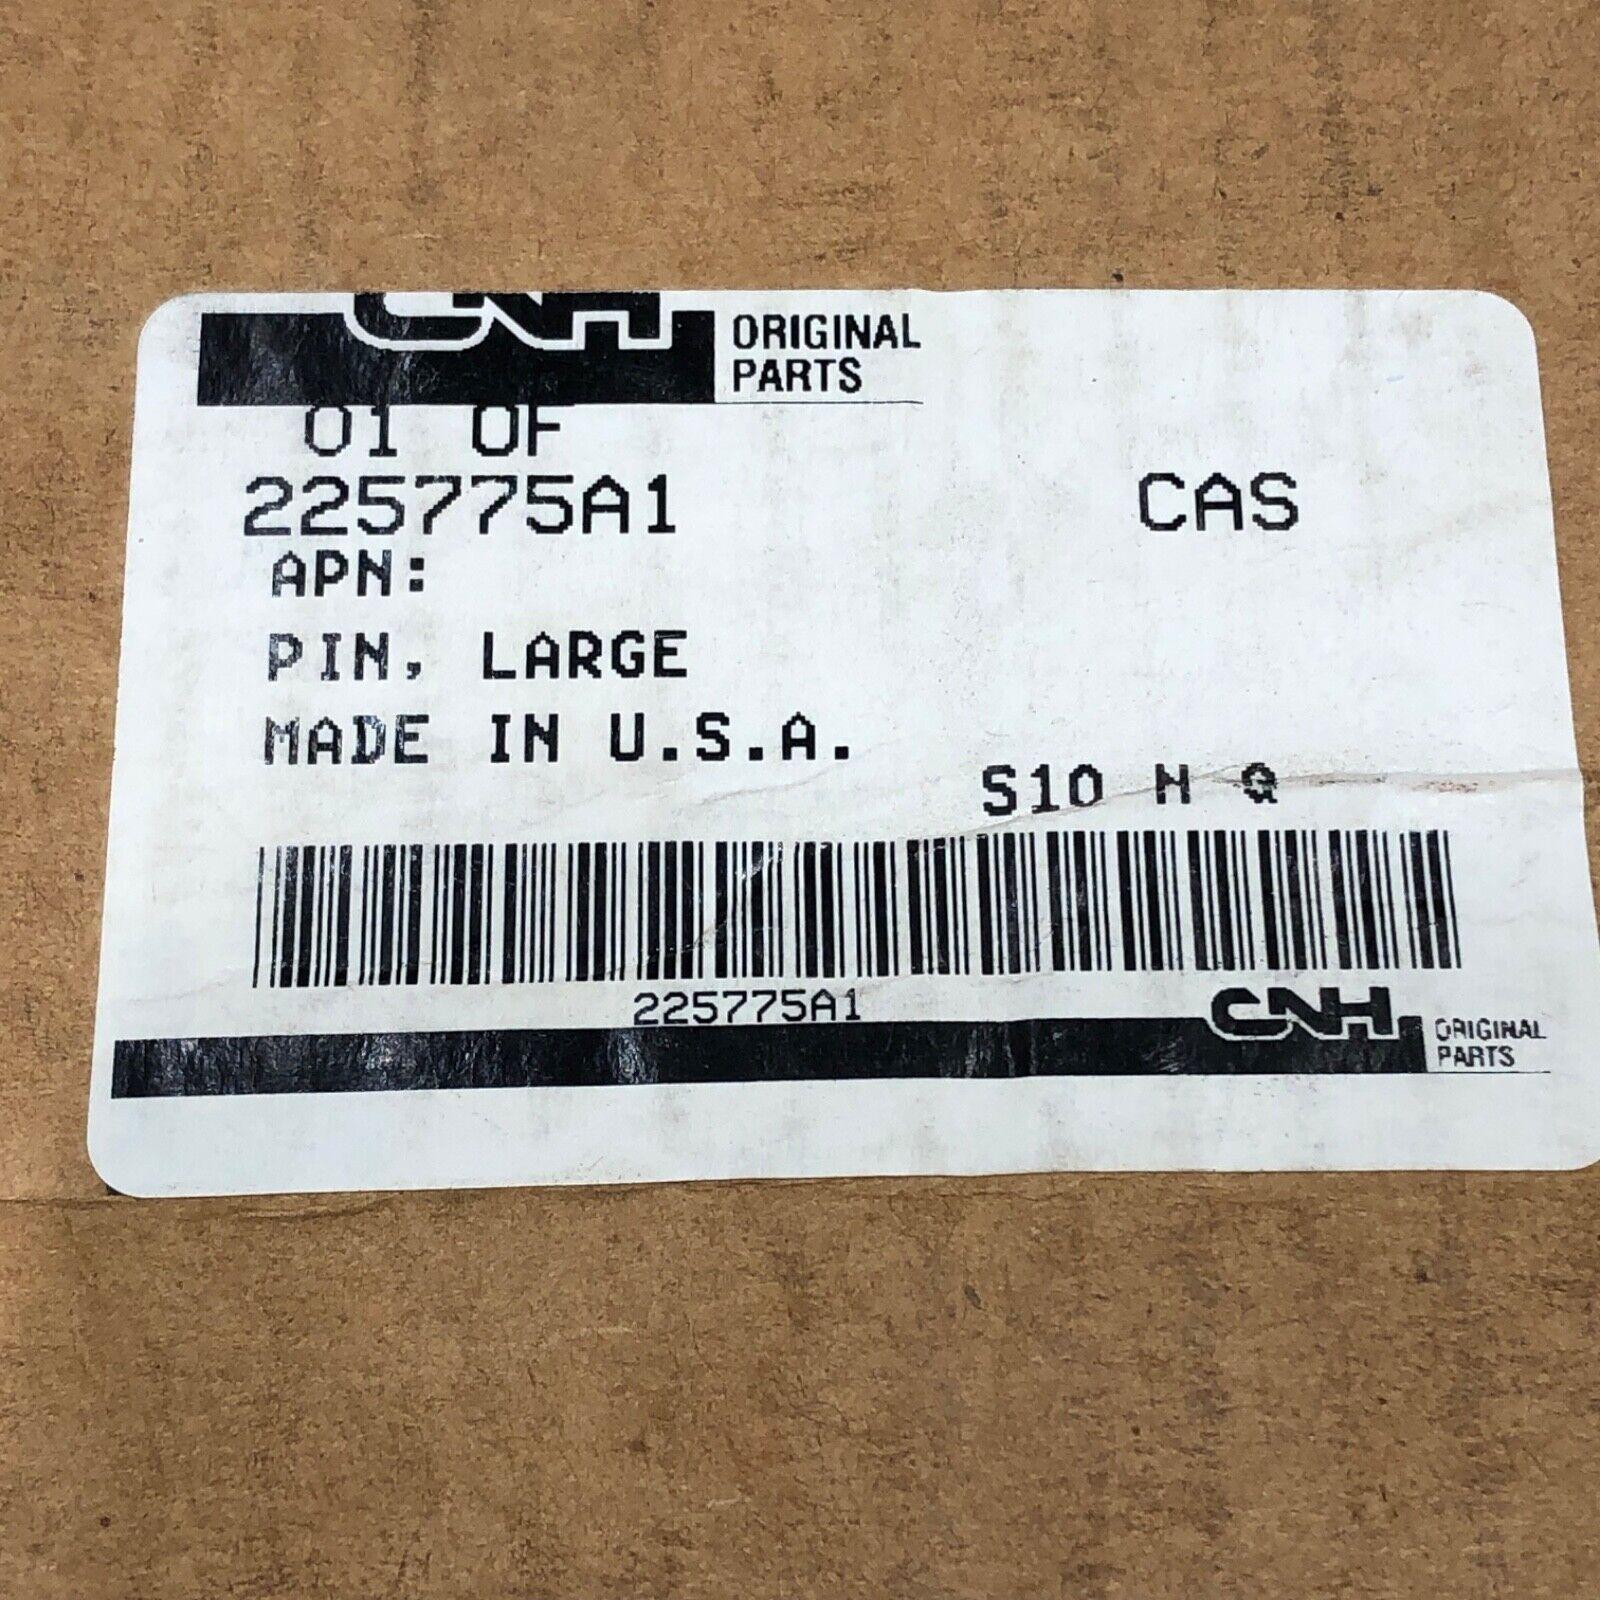 CNH ORIGINAL
PARTS
01 OF
225775A1 CAS
APN:
PIN, LARGE
MADE IN U.S.A.
S10 N Q
225775A1
CNH ORIGINAL
PARTS